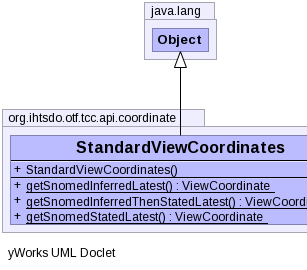 java.lang
Object
org.ihtsdo.otf.tcc.api.coordinate
StandardViewCoordinates
+ StandardViewCoordinates()
+ getSnomedInferredLatest() : ViewCoordinate
+ getSnomedInferredThenStatedLatest() : ViewCoordi
+ getSnomedStatedLatest() : ViewCoordinate
yWorks UML Doclet